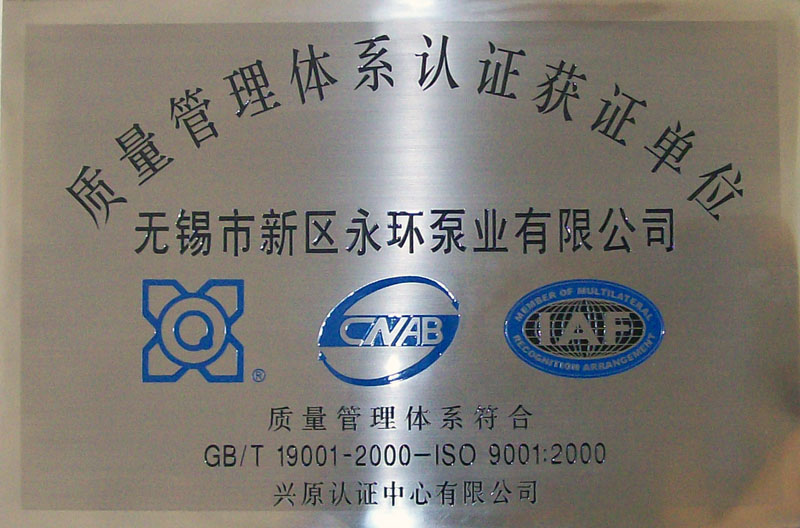 质量管理体系认证获证单位
无锡市新区永环泵业有限公司
®
CNAB
MEMBER OF MULTILATERAL
IAF
RECOGNITION ARRANGEMENT
质量管理体系符合
GB/T 19001-2000—ISO 9001:2000
兴原认证中心有限公司